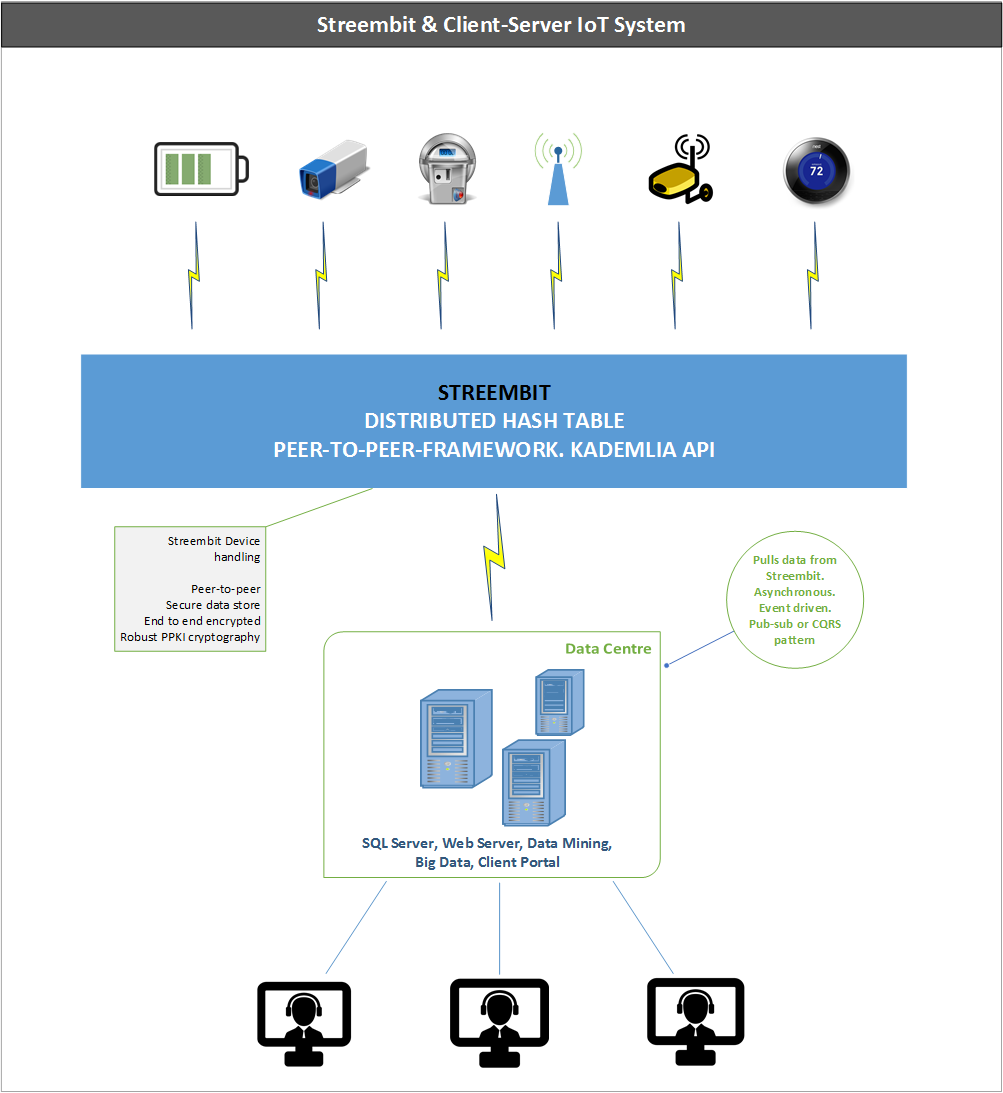 Streembit & Client-Server IoT System
72
STREEMBIT
DISTRIBUTED HASH TABLE
PEER-TO-PEER-FRAMEWORK. KADEMLIA API
Streembit Device
handling
Peer-to-peer
Secure data store
End to end encrypted
Robust PPKI cryptography
Pulls data from
Streembit.
Asynchronous.
Event driven.
Pub-sub or CQRS
pattern
Data Centre
SQL Server, Web Server, Data Mining,
Big Data, Client Portal